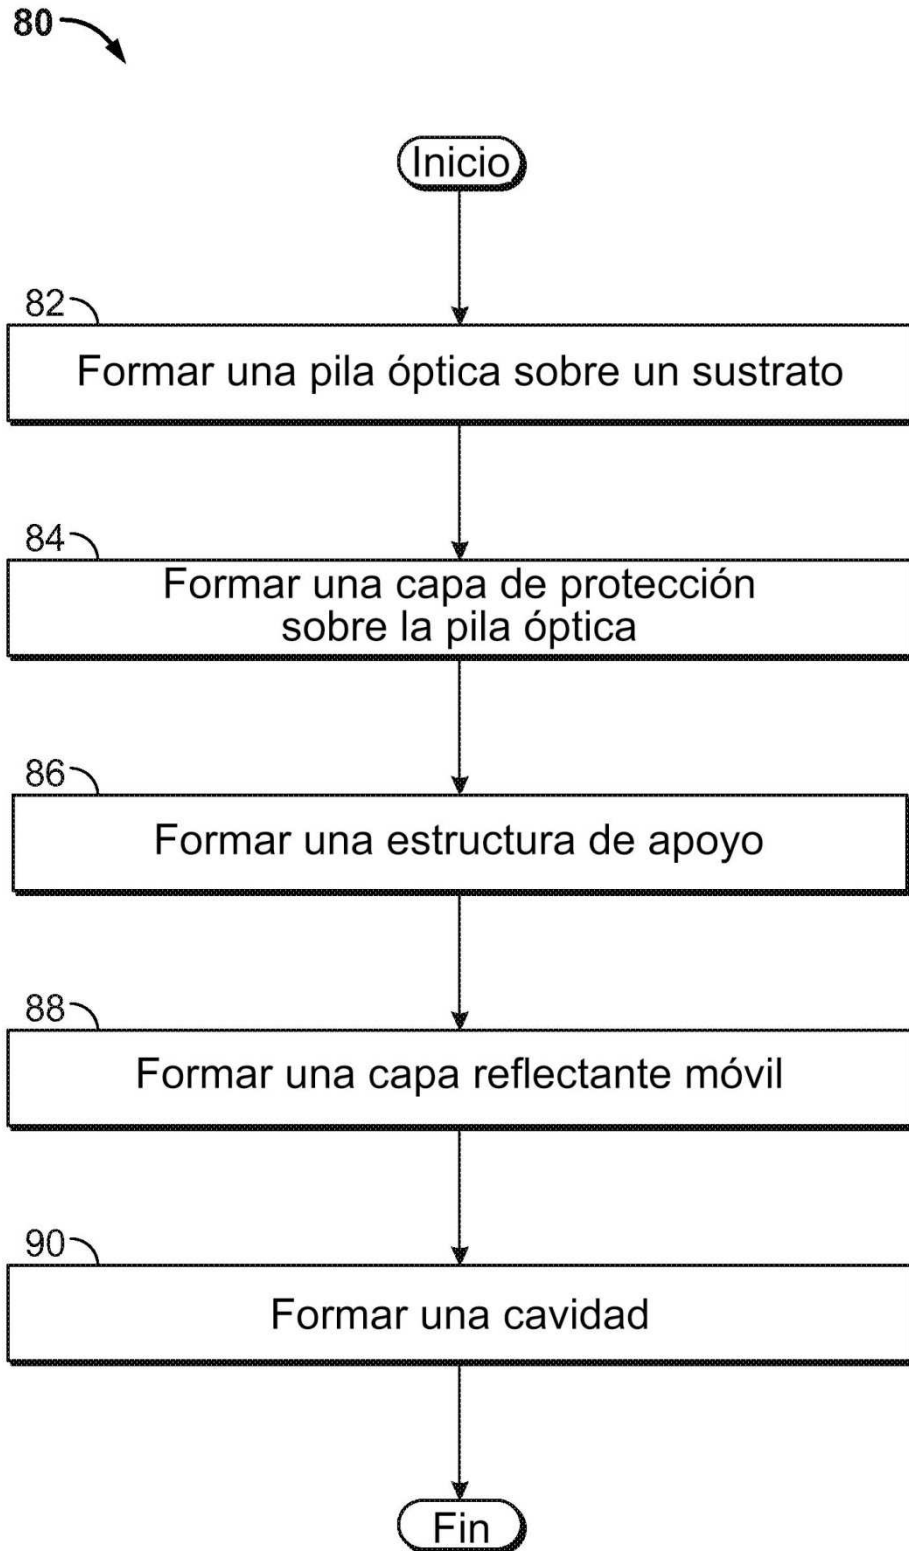 80
Inicio
82
Formar una pila óptica sobre un sustrato
84
Formar una capa de protección
sobre la pila óptica
86
Formar una estructura de apoyo
88
Formar una capa reflectante móvil
90
Formar una cavidad
Fin